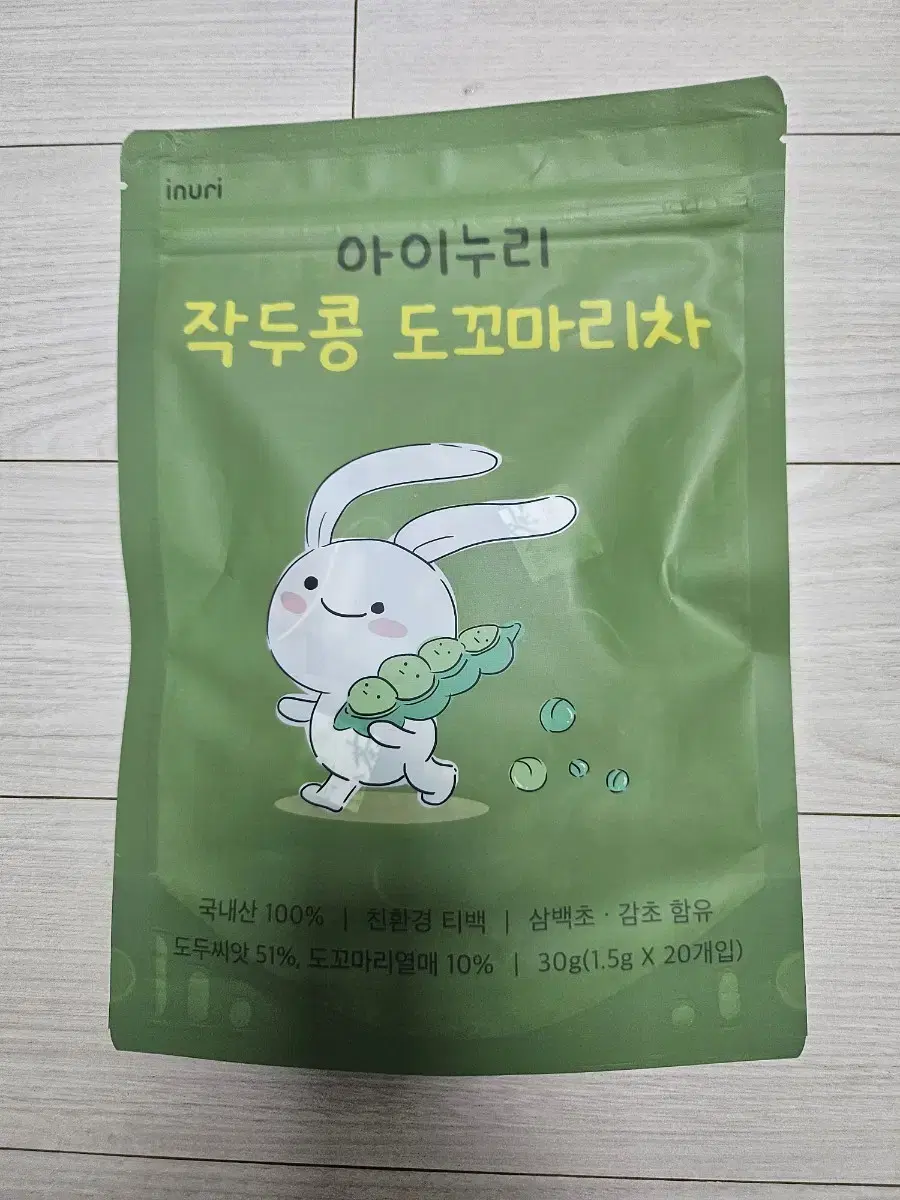 inuri
아이누리
작두콩 도꼬마리차
국내산 100% | 친환경 티백 | 삼백초 · 감초 함유
도두씨앗 51%, 도꼬마리열매 10% | 30g(1.5g X 20개입)